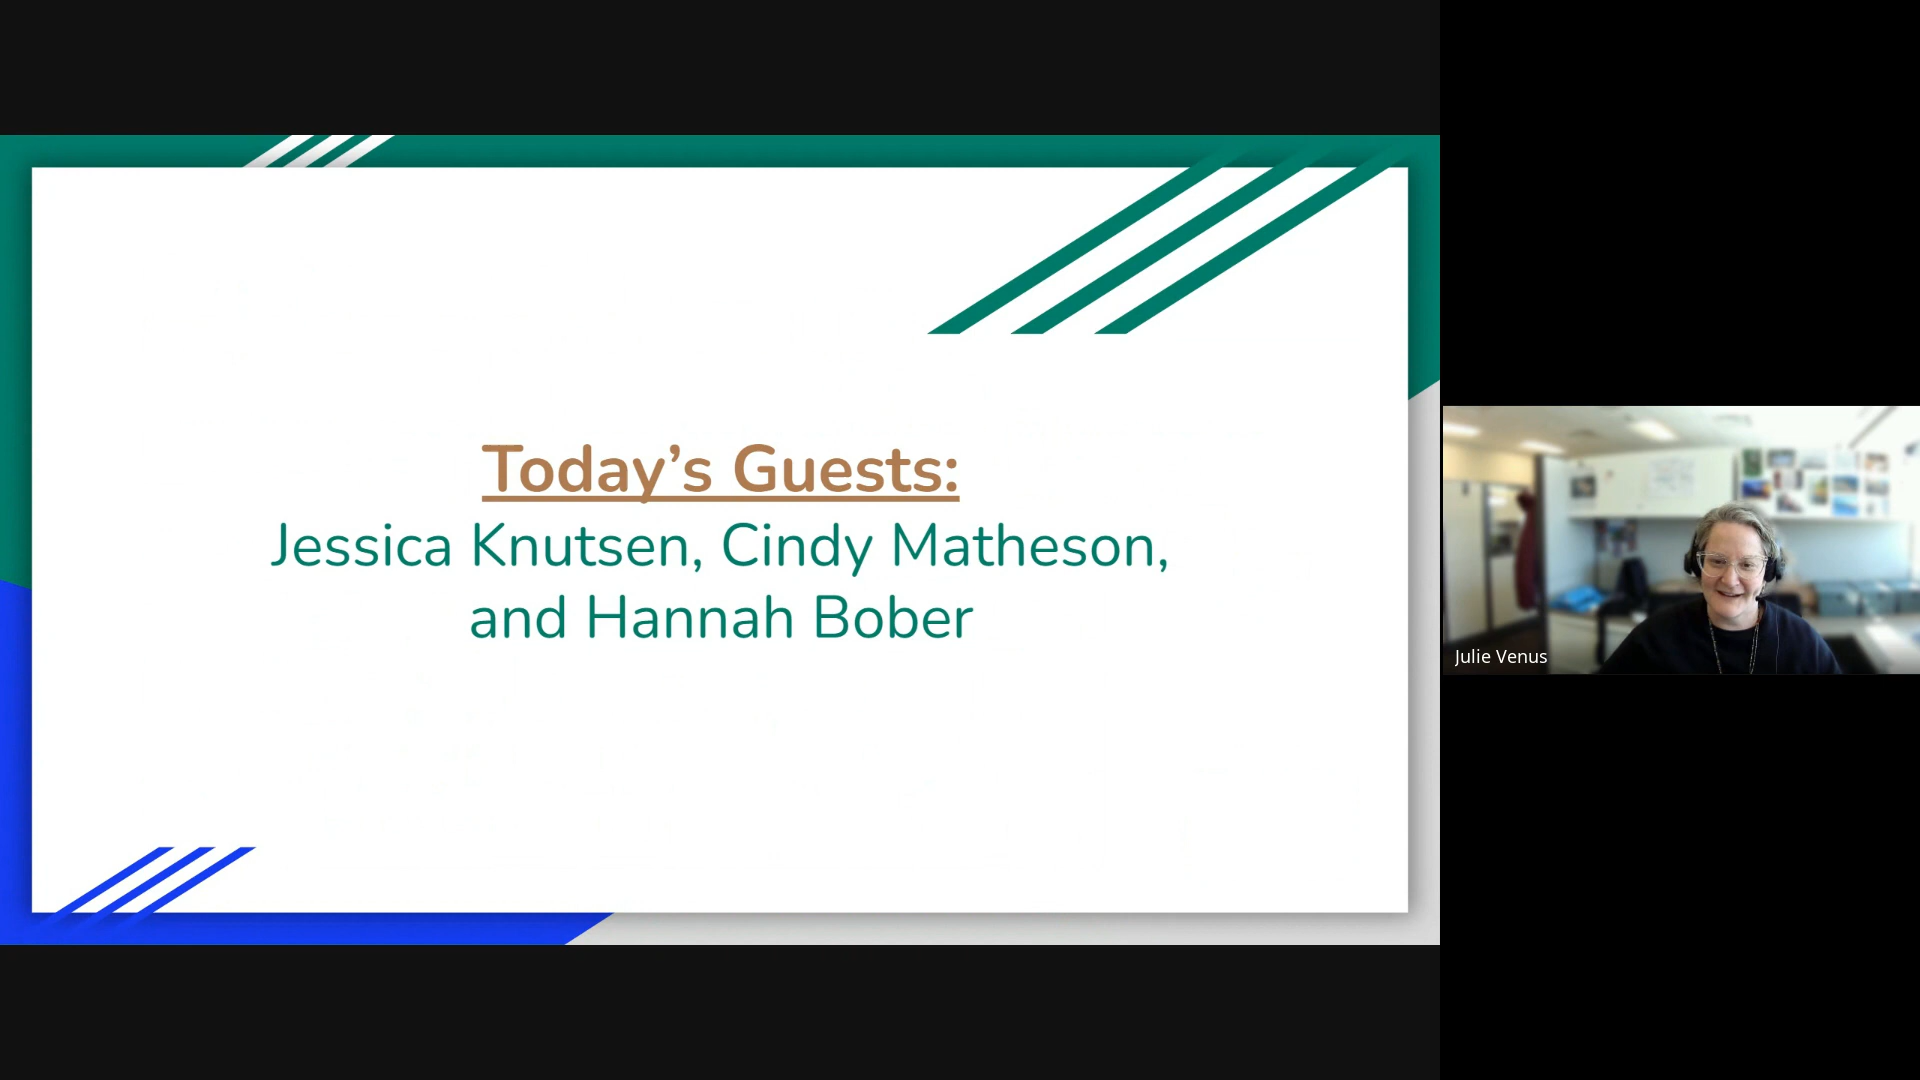 Today’s Guests:
Jessica Knutsen, Cindy Matheson,
and Hannah Bober
Julie Venus